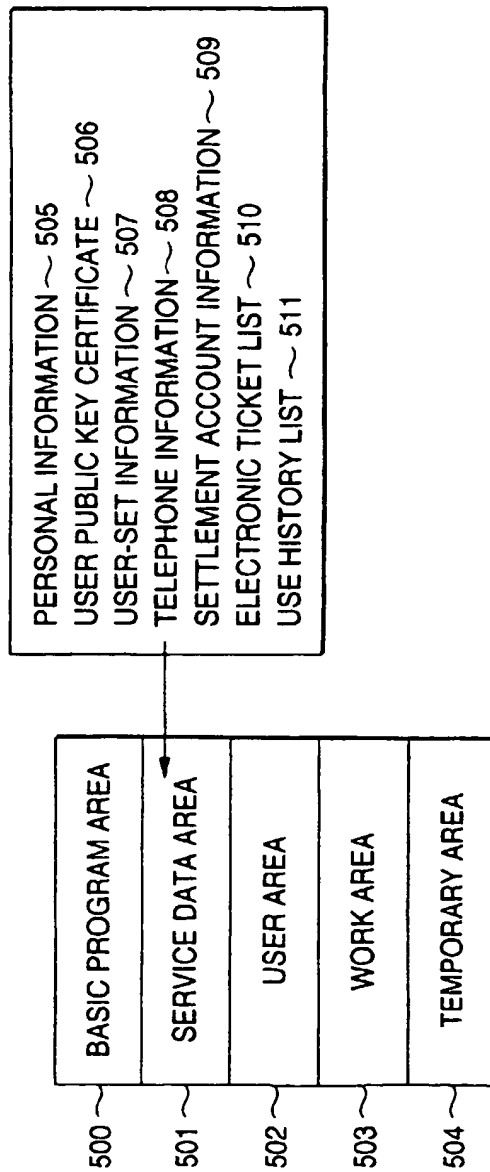 500 ~ BASIC PROGRAM AREA
501 ~ SERVICE DATA AREA
502 ~ USER AREA
503 ~ WORK AREA
504 ~ TEMPORARY AREA
PERSONAL INFORMATION ~ 505
USER PUBLIC KEY CERTIFICATE ~ 506
USER-SET INFORMATION ~ 507
TELEPHONE INFORMATION ~ 508
SETTLEMENT ACCOUNT INFORMATION ~ 509
ELECTRONIC TICKET LIST ~ 510
USE HISTORY LIST ~ 511